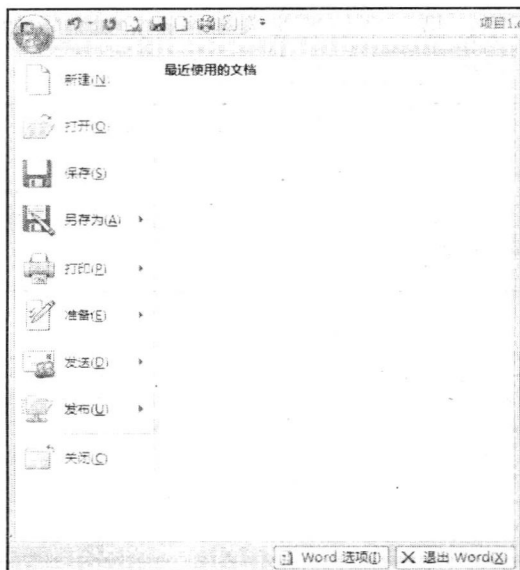 项目1.
最近使用的文档
新建(N)
打开(O)
保存(S)
另存为(A)
打印(P)
准备(E)
发送(D)
发布(U)
关闭(C)
Word 选项(I)
退出 Word(X)